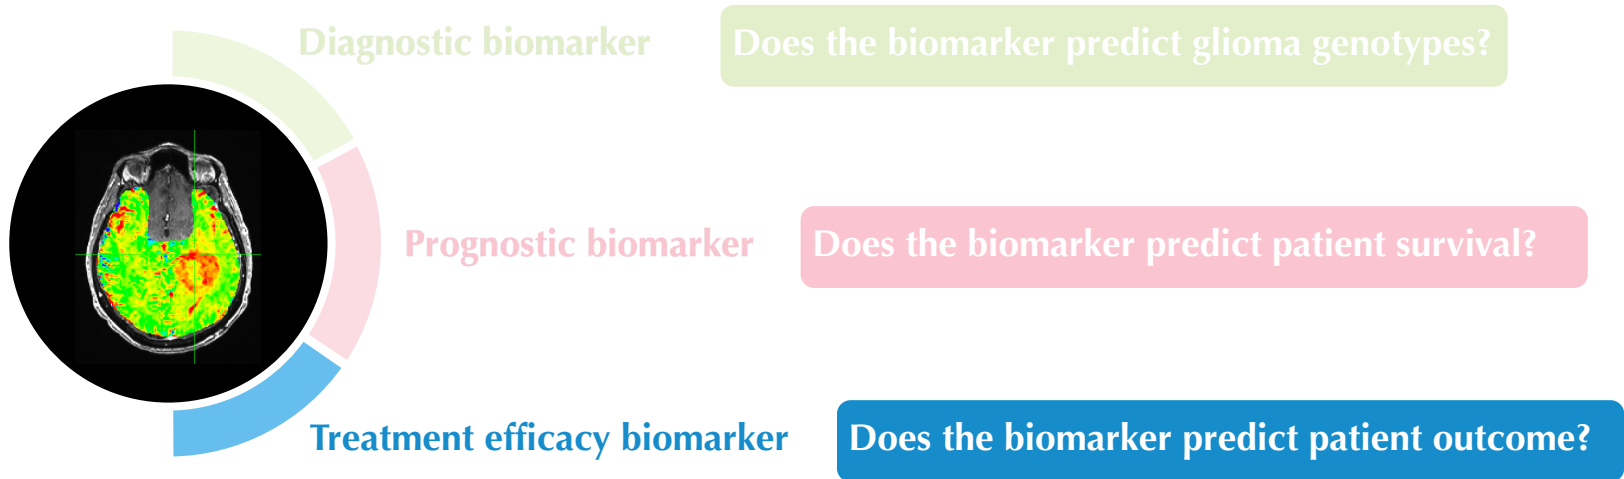 Diagnostic biomarker Does the biomarker predict glioma genotypes?
Prognostic biomarker Does the biomarker predict patient survival?
Treatment efficacy biomarker Does the biomarker predict patient outcome?